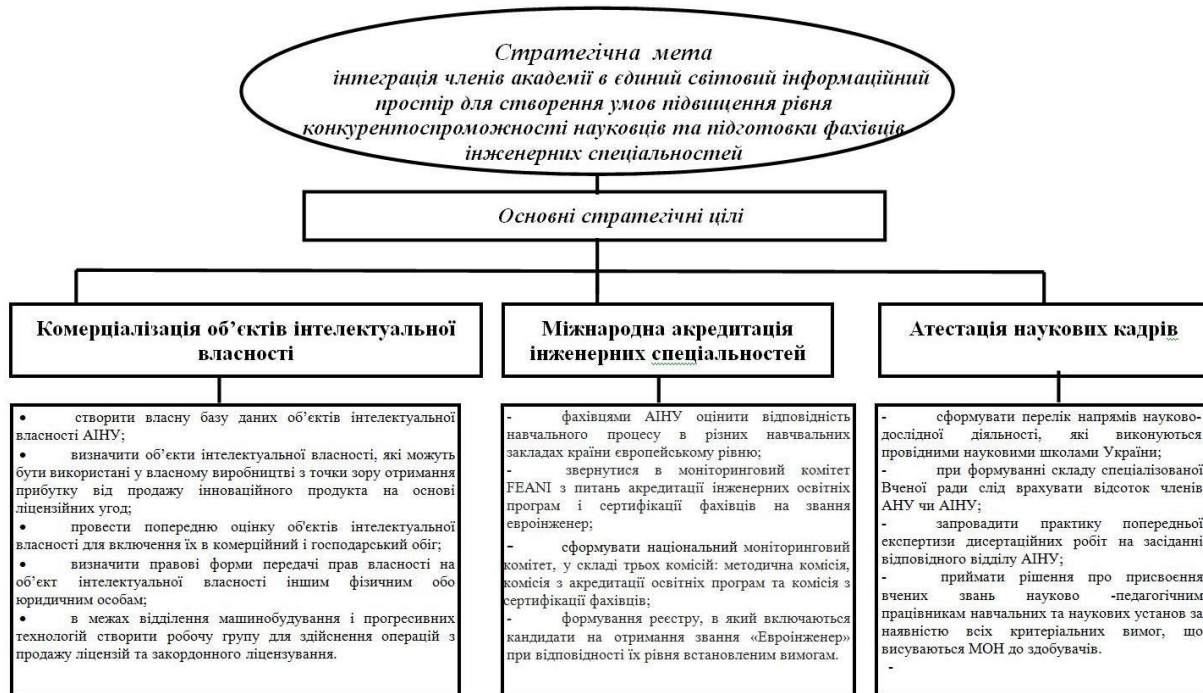 Стратегічна мета
інтеграція членів академії в єдиний світовий інформаційний
простір для створення умов підвищення рівня
конкурентоспроможності науковців та підготовки фахівців
інженерних спеціальностей
Основні стратегічні цілі
Комерціалізація об’єктів інтелектуальної
власності
• створити власну базу даних об’єктів інтелектуальної
власності АІНУ;
• визначити об’єкти інтелектуальної власності, які можуть
бути використані у власному виробництві з точки зору отримання
прибутку від продажу інноваційного продукта на основі
ліцензійних угод;
• провести попередню оцінку об'єктів інтелектуальної
власності для включення їх в комерційний і господарський обіг;
• визначити правові форми передачі прав власності на
об’єкт інтелектуальної власності іншим фізичним або
юридичним особам;
• в межах відділення машинобудування і прогресивних
технологій створити робочу групу для здійснення операцій з
продажу ліцензій та закордонного ліцензування.
Міжнародна акредитація
інженерних спеціальностей
- фахівцями АІНУ оцінити відповідність
навчального процесу в різних навчвальних
закладах країни європейському рівню;
- звернутися в моніторинговий комітет
FEANI з питань акредитації інженерних освітніх
програм і сертифікації фахівців на звання
евроінженер;
- сформувати національний моніторинговий
комітет, у складі трьох комісій: методична комісія,
комісія з акредитації освітніх програм та комісія з
сертифікації фахівців;
- формування реєстру, в який включаються
кандидати на отримання звання «Евроінженер»
при відповідності їх рівня встановленим вимогам.
Атестація наукових кадрів
- сформувати перелік напрямів науково-
дослідної діяльності, які виконуються
провідними науковими школами України;
- при формуванні складу спеціалізованої
Вченої ради слід врахувати відсоток членів
АНУ чи АІНУ;
- запровадити практику попередньої
експертизи дисертаційних робіт на засіданні
відповідного відділу АІНУ;
- приймати рішення про присвоєння
вчених звань науково -педагогічним
працівникам навчальних та наукових установ за
наявністю всіх критеріальних вимог, що
висуваються МОН до здобувачів.
-